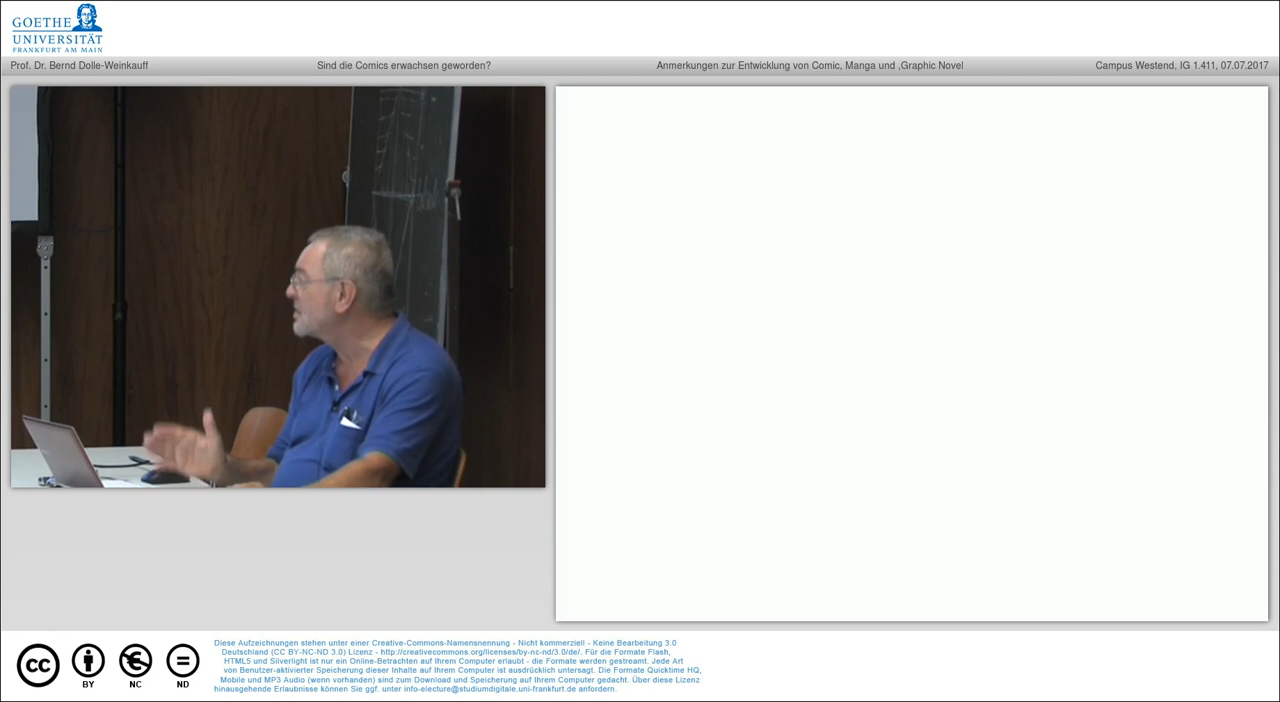 GOETHE
UNIVERSITÄT
FRANKFURT AM MAIN
Prof. Dr. Bernd Dolle-Weinkauff Sind die Comics erwachsen geworden? Anmerkungen zur Entwicklung von Comic, Manga und ‚Graphic Novel Campus Westend, IG 1.411, 07.07.2017
Diese Aufzeichnungen stehen unter einer Creative-Commons-Namensnennung - Nicht kommerziell - Keine Bearbeitung 3.0
Deutschland (CC BY-NC-ND 3.0) Lizenz - http://creativecommons.org/licenses/by-nc-nd/3.0/de/. Für die Formate Flash,
HTML5 und Silverlight ist nur ein Online-Betrachten auf Ihrem Computer erlaubt - die Formate werden gestreamt. Jede Art
von Benutzer-aktivierter Speicherung dieser Inhalte auf Ihrem Computer ist ausdrücklich untersagt. Die Formate Quicktime HQ,
Mobile und MP3 Audio (wenn vorhanden) sind zum Download und Speicherung auf Ihrem Computer gedacht. Über diese Lizenz
hinausgehende Erlaubnisse können Sie ggf. unter info-electure@studiumdigitale.uni-frankfurt.de anfordern.
cc
BY NC ND